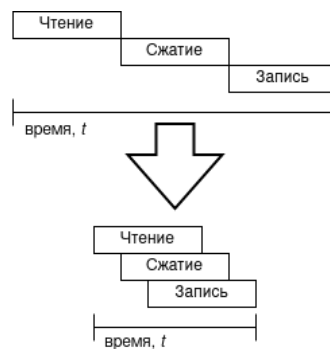 Чтение
Сжатие
Запись
время, t
Чтение
Сжатие
Запись
время, t